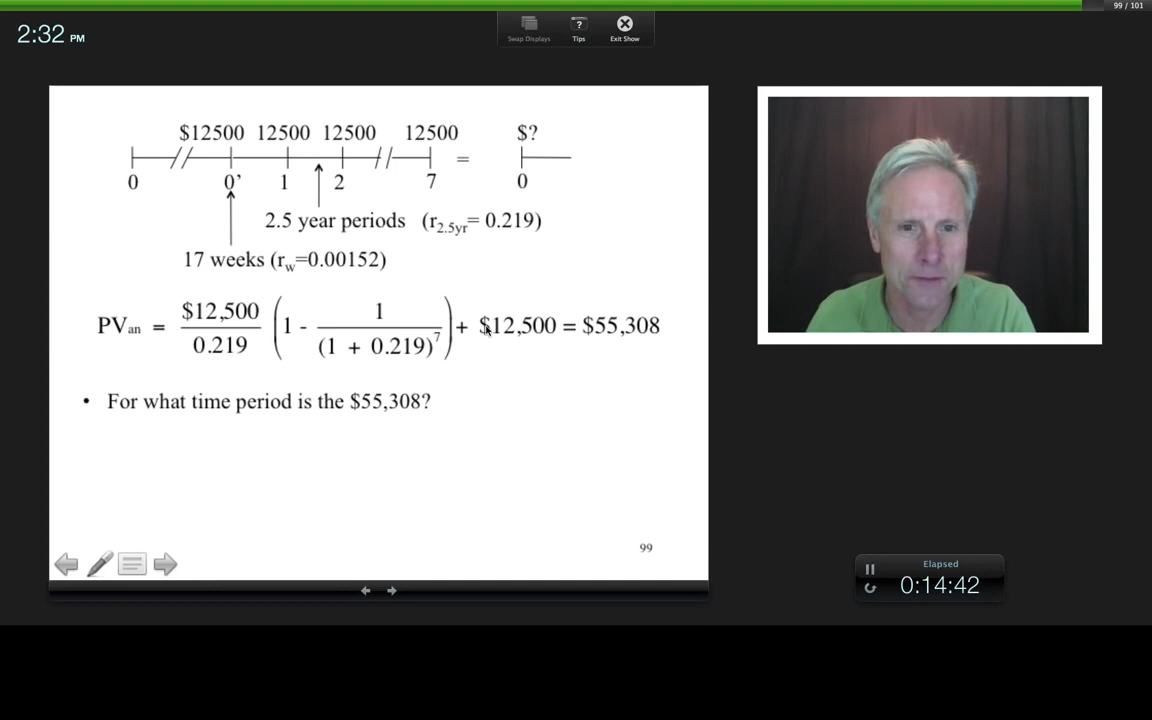 99 / 101
2:32 PM
Swap Displays Tips Exit Show
$12500 12500 12500 12500 $?
=
0 0’ 1 2 7 0
2.5 year periods (r2.5yr= 0.219)
17 weeks (rw=0.00152)
PVan = $12,500 / 0.219 (1 - 1 / (1 + 0.219)^7) + $12,500 = $55,308
• For what time period is the $55,308?
99
Elapsed
0:14:42